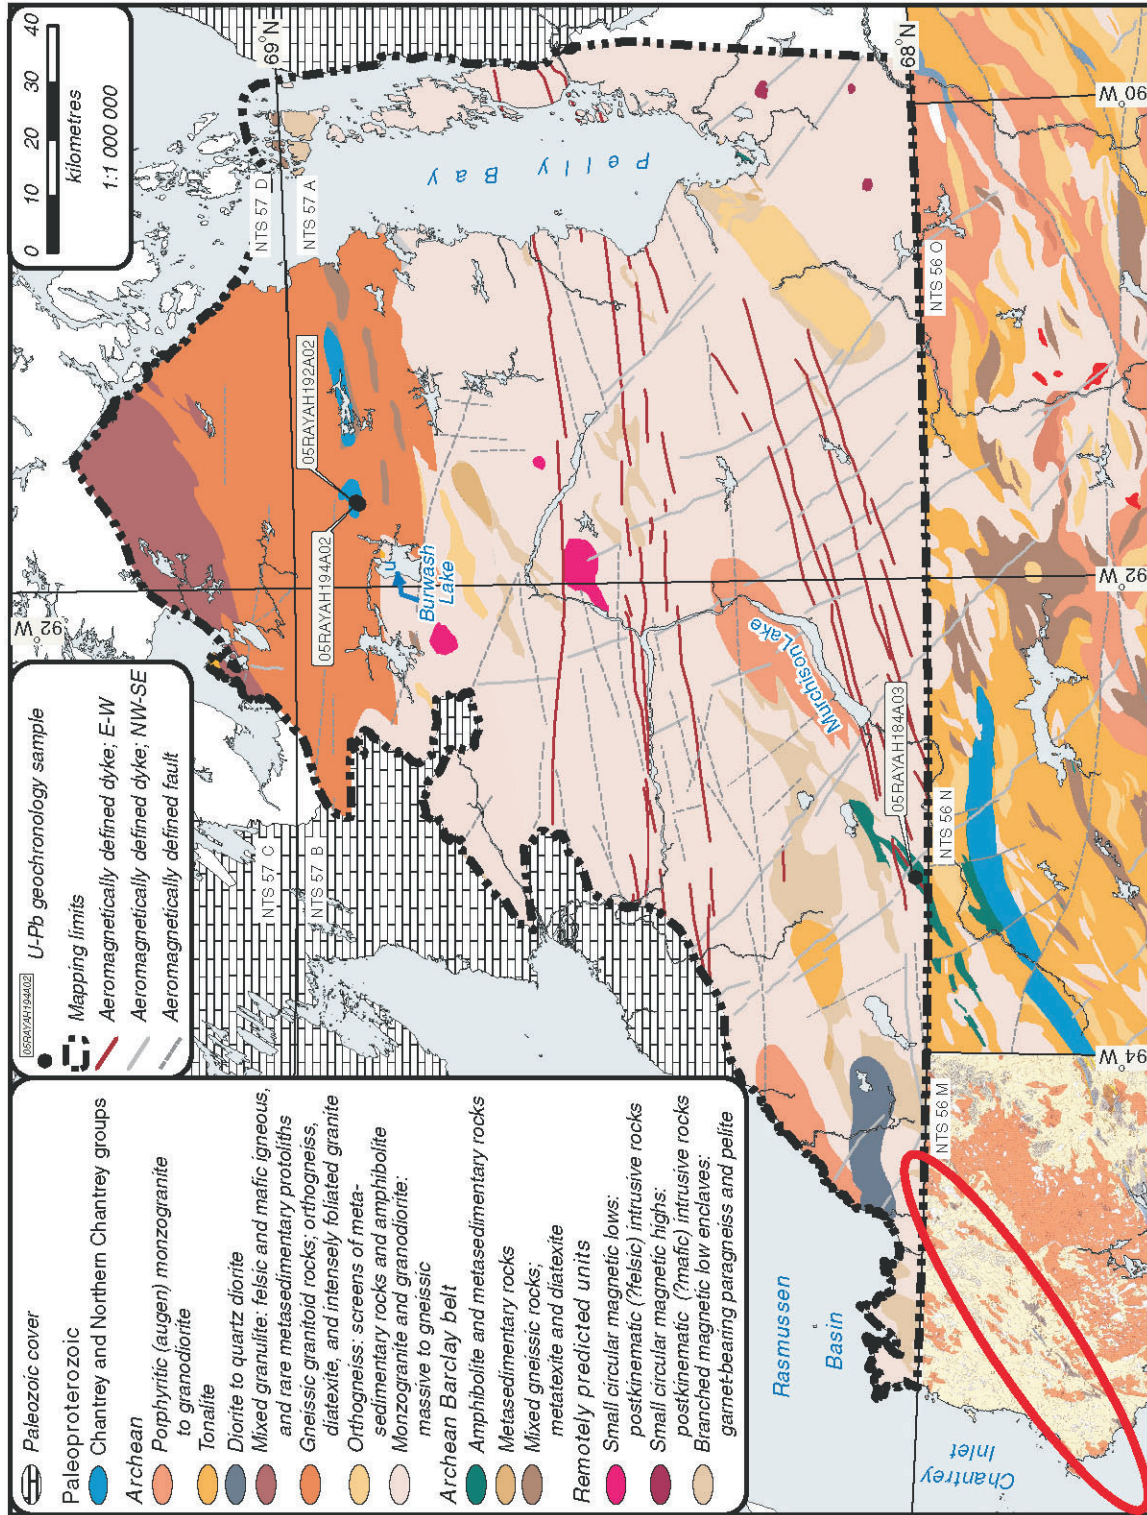 Paleozoic cover
Paleoproterozoic
Chantrey and Northern Chantrey groups
Archean
Porphyritic (augen) monzogranite
to granodiorite
Tonalite
Diorite to quartz diorite
Mixed granulite: felsic and mafic igneous,
and rare metasedimentary protoliths
Gneissic granitoid rocks; orthogneiss,
diatexite, and intensely foliated granite
Orthogneiss: screens of meta-
sedimentary rocks and amphibolite
Monzogranite and granodiorite:
massive to gneissic
Archean Barclay belt
Amphibolite and metasedimentary rocks
Metasedimentary rocks
Mixed gneissic rocks;
metatexite and diatexite
Remotely predicted units
Small circular magnetic lows:
postkinematic (?felsic) intrusive rocks
Small circular magnetic highs:
postkinematic (?mafic) intrusive rocks
Branched magnetic low enclaves:
garnet-bearing paragneiss and pelite
05RAYAH194A02 U-Pb geochronology sample
Mapping limits
Aeromagnetically defined dyke; E-W
Aeromagnetically defined dyke; NW-SE
Aeromagnetically defined fault
0 10 20 30 40
kilometres
1:1 000 000
92°W
69°N
NTS 57 C
NTS 57 B
NTS 57 D
NTS 57 A
05RAYAH194A02
05RAYAH192A02
u
Burwash
Lake
Pelly Bay
Murchison Lake
05RAYAH184A03
Rasmussen
Basin
Chantrey
Inlet
NTS 56 M
NTS 56 N
NTS 56 O
68°N
94°W
92°W
90°W